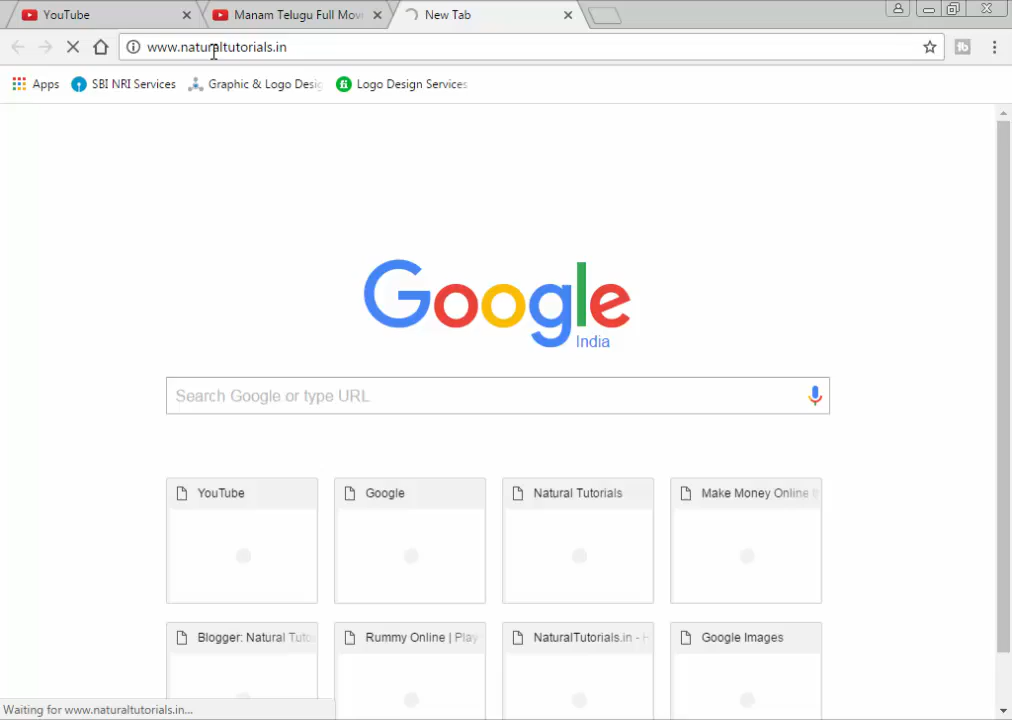 YouTube
Manam Telugu Full Movi
New Tab
www.naturaltutorials.in
Apps
SBI NRI Services
Graphic & Logo Desig
Logo Design Services
Google
India
Search Google or type URL
YouTube
Google
Natural Tutorials
Make Money Online
Blogger: Natural Tuto
Rummy Online | Play
NaturalTutorials.in - H
Google Images
Waiting for www.naturaltutorials.in...